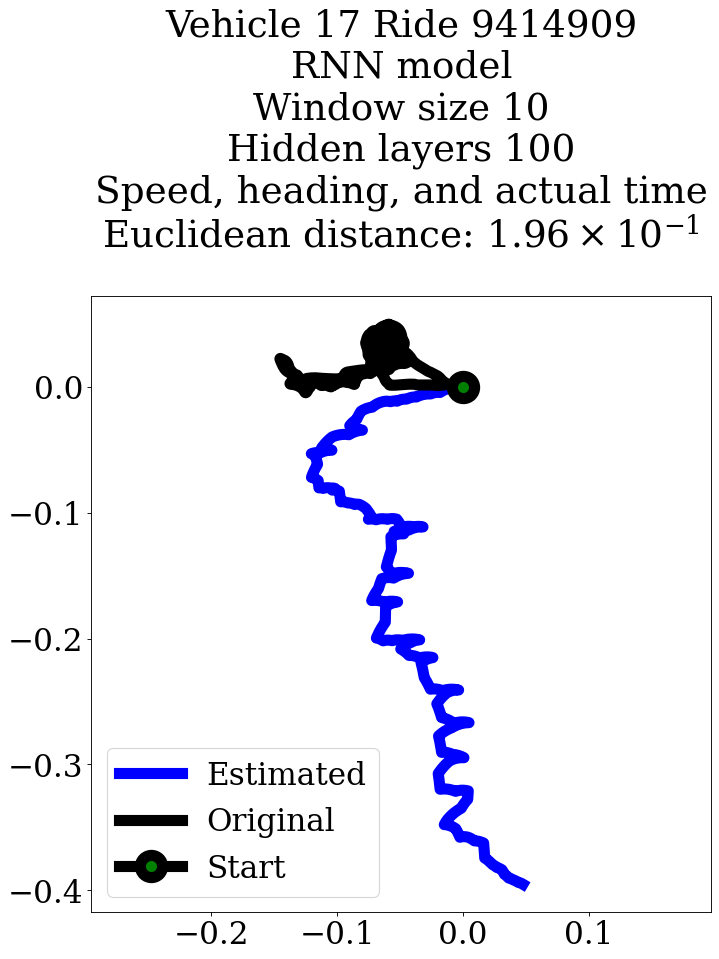 Vehicle 17 Ride 9414909
RNN model
Window size 10
Hidden layers 100
Speed, heading, and actual time
Euclidean distance: 1.96 × 10⁻¹
0.0
−0.1
−0.2
−0.3
−0.4
Estimated
Original
Start
−0.2 −0.1 0.0 0.1